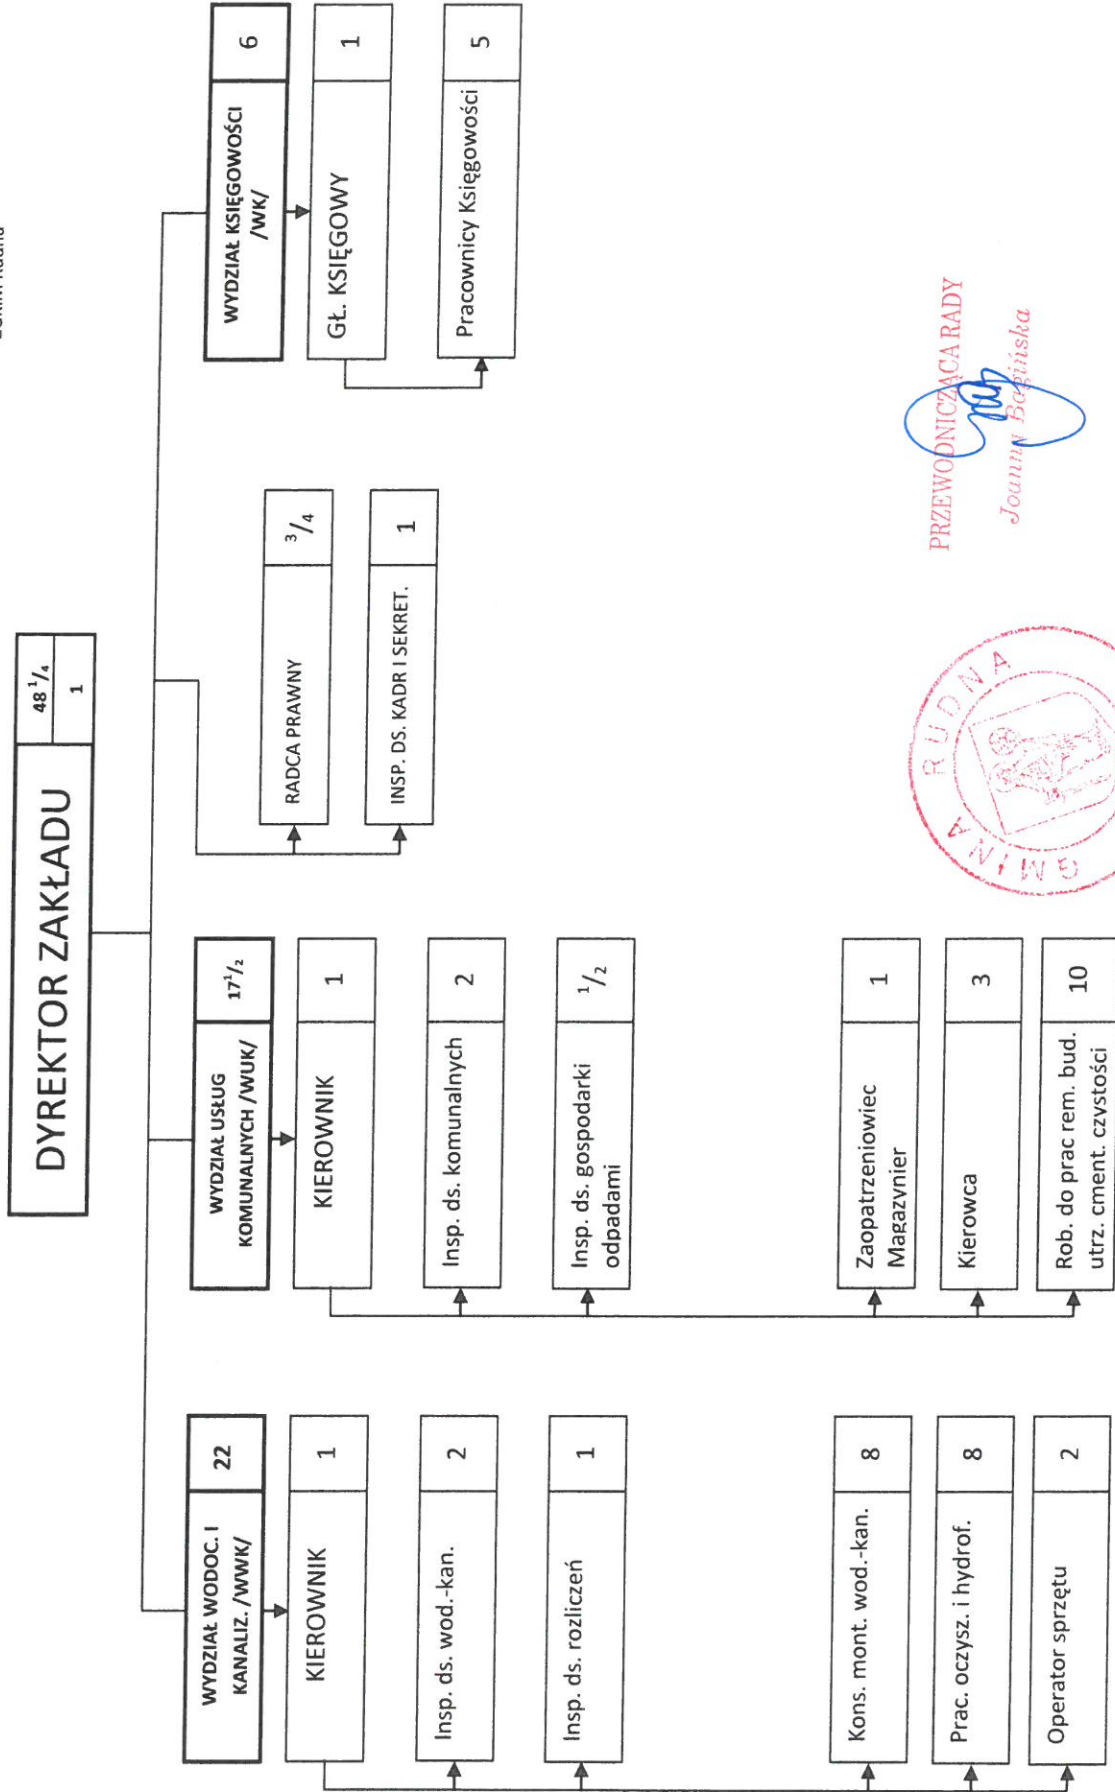 DYREKTOR ZAKŁADU
48 1/4
1
WYDZIAŁ WODOC. I
KANALIZ. /WWK/
22
KIEROWNIK
1
Insp. ds. wod.-kan.
2
Insp. ds. rozliczeń
1
Kons. mont. wod.-kan.
8
Prac. oczysz. i hydrof.
8
Operator sprzętu
2
WYDZIAŁ USŁUG
KOMUNALNYCH /WUK/
17 1/2
KIEROWNIK
1
Insp. ds. komunalnych
2
Insp. ds. gospodarki
odpadami
1/2
Zaopatrzeniowiec
Magazynier
1
Kierowca
3
Rob. do prac rem. bud.
utrz. cment. czystości
10
RADCA PRAWNY
3/4
INSP. DS. KADR I SEKRET.
1
WYDZIAŁ KSIĘGOWOŚCI
/WK/
6
GŁ. KSIĘGOWY
1
Pracownicy Księgowości
5
GMINA RUDNA
PRZEWODNICZĄCA RADY
Joanna Bagińska